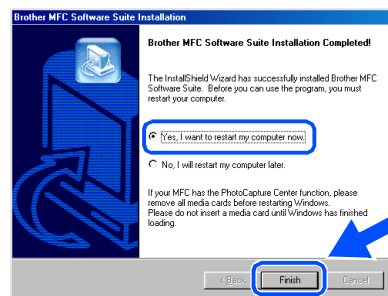 Brother MFC Software Suite Installation
Brother MFC Software Suite Installation Completed!
The InstallShield Wizard has successfully installed Brother MFC
Software Suite. Before you can use the program, you must
restart your computer.
Yes, I want to restart my computer now.
No, I will restart my computer later.
If your MFC has the PhotoCapture Center function, please
remove all media cards before restarting Windows.
Please do not insert a media card until Windows has finished
loading.
< Back
Finish
Cancel